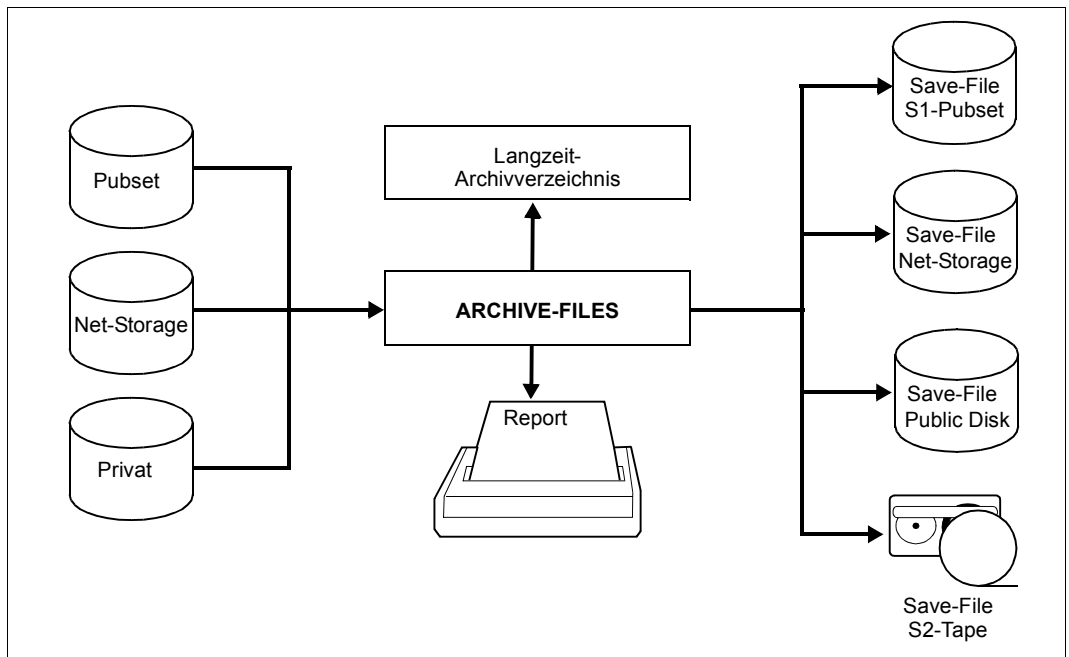 Pubset
Net-Storage
Privat
Langzeit-
Archivverzeichnis
ARCHIVE-FILES
Report
Save-File
S1-Pubset
Save-File
Net-Storage
Save-File
Public Disk
Save-File
S2-Tape